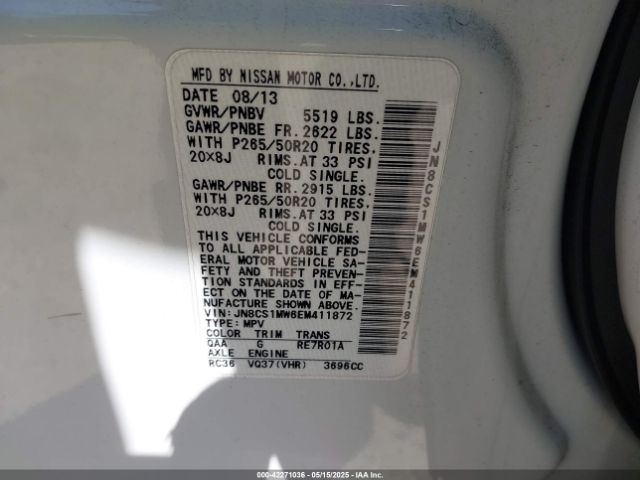 MFD BY NISSAN MOTOR CO.,LTD.
DATE 08/13
GVWR/PNBV 5519 LBS.
GAWR/PNBE FR. 2622 LBS.
WITH P265/50R20 TIRES,
20X8J RIMS.AT 33 PSI
COLD SINGLE.
GAWR/PNBE RR. 2915 LBS.
WITH P265/50R20 TIRES,
20X8J RIMS.AT 33 PSI
COLD SINGLE.
THIS VEHICLE CONFORMS
TO ALL APPLICABLE FED-
ERAL MOTOR VEHICLE SA-
FETY AND THEFT PREVEN-
TION STANDARDS IN EFF-
ECT ON THE DATE OF MA-
NUFACTURE SHOWN ABOVE.
VIN: JN8CS1MW6EM411872
TYPE: MPV
COLOR TRIM TRANS
QAA G RE7R01A
AXLE ENGINE
RC36 VQ37(VHR) 3696CC
JN8CS1MW6EM411872
000-42271036 - 05/15/2025 - IAAI.COM